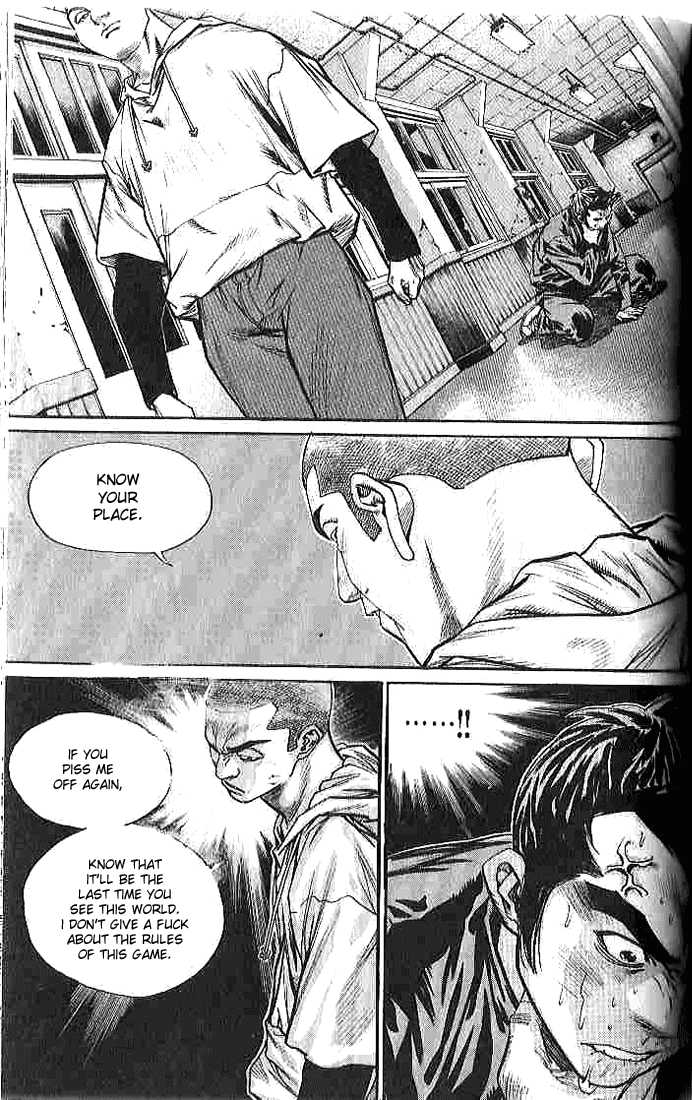 KNOW
YOUR
PLACE.
......!!
IF YOU
PISS ME
OFF AGAIN,
KNOW THAT
IT'LL BE THE
LAST TIME YOU
SEE THIS WORLD.
I DON'T GIVE A FUCK
ABOUT THE RULES
OF THIS GAME.